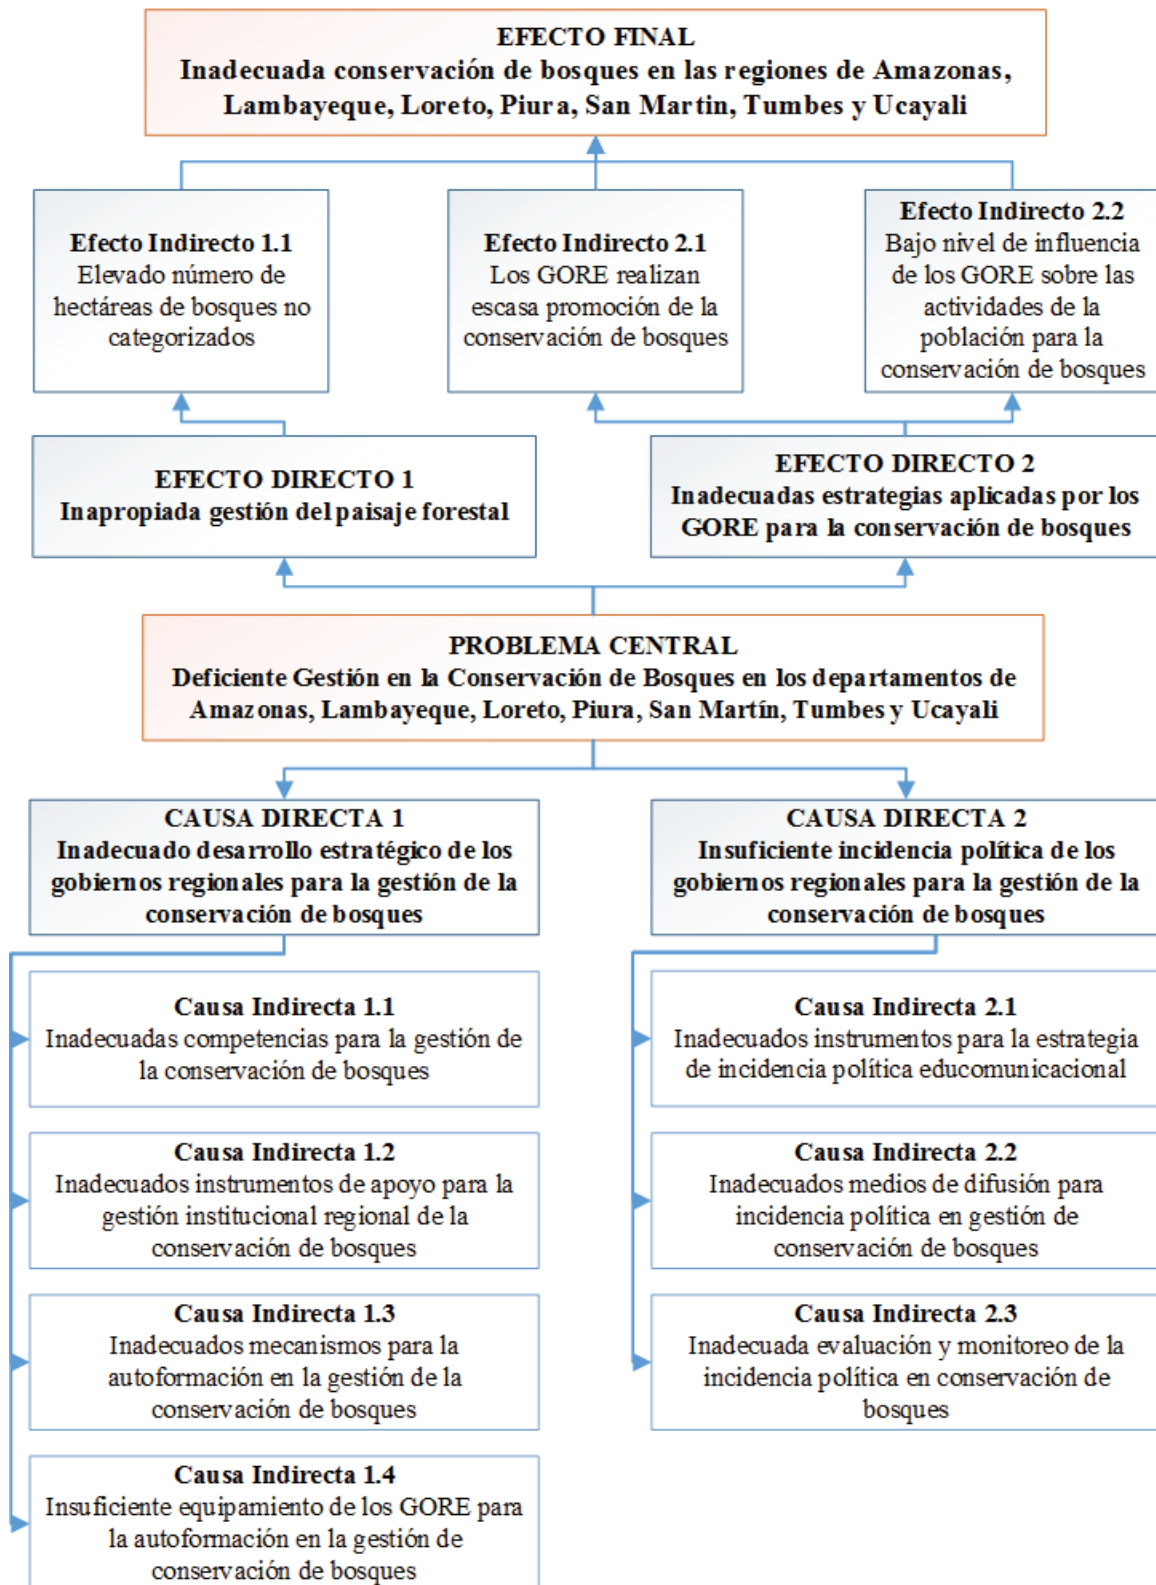 EFECTO FINAL
Inadecuada conservación de bosques en las regiones de Amazonas,
Lambayeque, Loreto, Piura, San Martin, Tumbes y Ucayali
Efecto Indirecto 1.1
Elevado número de
hectáreas de bosques no
categorizados
Efecto Indirecto 2.1
Los GORE realizan
escasa promoción de la
conservación de bosques
Efecto Indirecto 2.2
Bajo nivel de influencia
de los GORE sobre las
actividades de la
población para la
conservación de bosques
EFECTO DIRECTO 1
Inapropiada gestión del paisaje forestal
EFECTO DIRECTO 2
Inadecuadas estrategias aplicadas por los
GORE para la conservación de bosques
PROBLEMA CENTRAL
Deficiente Gestión en la Conservación de Bosques en los departamentos de
Amazonas, Lambayeque, Loreto, Piura, San Martín, Tumbes y Ucayali
CAUSA DIRECTA 1
Inadecuado desarrollo estratégico de los
gobiernos regionales para la gestión de la
conservación de bosques
CAUSA DIRECTA 2
Insuficiente incidencia política de los
gobiernos regionales para la gestión de la
conservación de bosques
Causa Indirecta 1.1
Inadecuadas competencias para la gestión de
la conservación de bosques
Causa Indirecta 1.2
Inadecuados instrumentos de apoyo para la
gestión institucional regional de la
conservación de bosques
Causa Indirecta 1.3
Inadecuados mecanismos para la
autoformación en la gestión de la
conservación de bosques
Causa Indirecta 1.4
Insuficiente equipamiento de los GORE para
la autoformación en la gestión de
conservación de bosques
Causa Indirecta 2.1
Inadecuados instrumentos para la estrategia
de incidencia política educomunicacional
Causa Indirecta 2.2
Inadecuados medios de difusión para
incidencia política en gestión de
conservación de bosques
Causa Indirecta 2.3
Inadecuada evaluación y monitoreo de la
incidencia política en conservación de
bosques